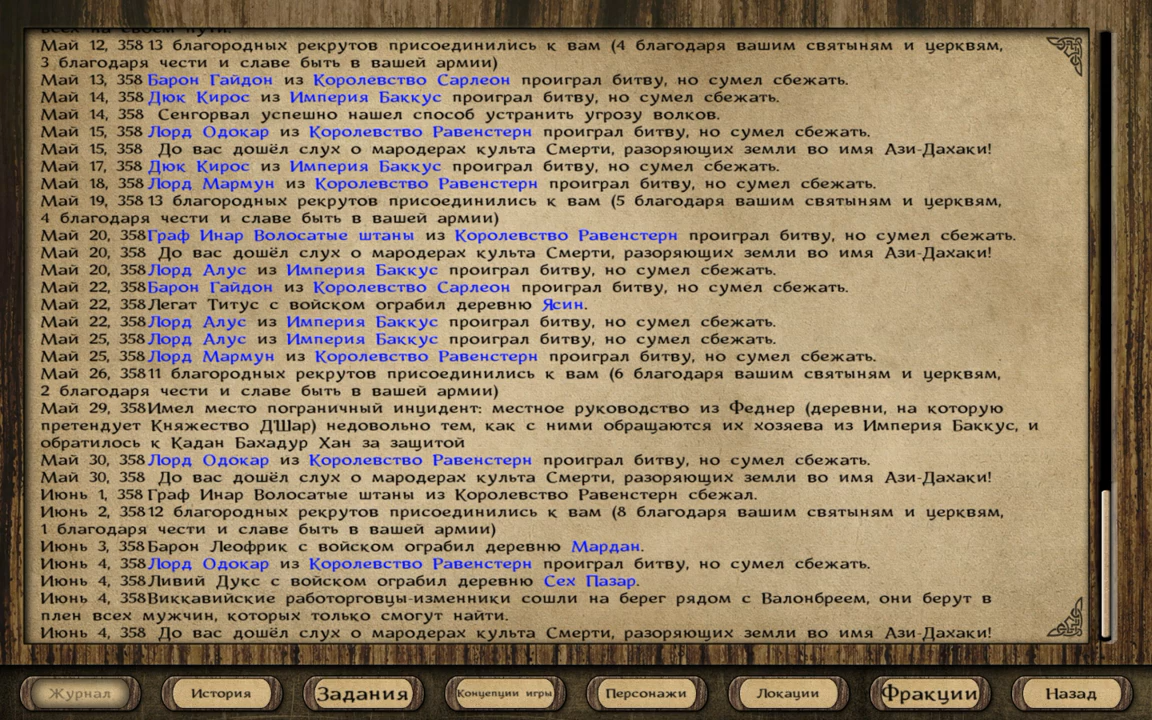 всех на своём пути.
Май 12, 358 13 благородных рекрутов присоединились к вам (4 благодаря вашим святыням и церквям,
3 благодаря чести и славе быть в вашей армии)
Май 13, 358 Барон Гайдон из Королевство Сарлеон проиграл битву, но сумел сбежать.
Май 14, 358 Дюк Кирос из Империя Баккус проиграл битву, но сумел сбежать.
Май 14, 358 Сенгорвал успешно нашел способ устранить угрозу волков.
Май 15, 358 Лорд Одокар из Королевство Равенстерн проиграл битву, но сумел сбежать.
Май 15, 358 До вас дошёл слух о мародерах культа Смерти, разоряющих земли во имя Ази-Дахаки!
Май 17, 358 Дюк Кирос из Империя Баккус проиграл битву, но сумел сбежать.
Май 18, 358 Лорд Мармун из Королевство Равенстерн проиграл битву, но сумел сбежать.
Май 19, 358 13 благородных рекрутов присоединились к вам (5 благодаря вашим святыням и церквям,
4 благодаря чести и славе быть в вашей армии)
Май 20, 358 Граф Инар Волосатые штаны из Королевство Равенстерн проиграл битву, но сумел сбежать.
Май 20, 358 До вас дошёл слух о мародерах культа Смерти, разоряющих земли во имя Ази-Дахаки!
Май 20, 358 Лорд Алус из Империя Баккус проиграл битву, но сумел сбежать.
Май 22, 358 Барон Гайдон из Королевство Сарлеон проиграл битву, но сумел сбежать.
Май 22, 358 Легат Титус с войском ограбил деревню Ясин.
Май 22, 358 Лорд Алус из Империя Баккус проиграл битву, но сумел сбежать.
Май 25, 358 Лорд Алус из Империя Баккус проиграл битву, но сумел сбежать.
Май 25, 358 Лорд Мармун из Королевство Равенстерн проиграл битву, но сумел сбежать.
Май 26, 358 11 благородных рекрутов присоединились к вам (6 благодаря вашим святыням и церквям,
2 благодаря чести и славе быть в вашей армии)
Май 29, 358 Имел место пограничный инцидент: местное руководство из Феднер (деревни, на которую
претендует Княжество Д'Шар) недовольно тем, как с ними обращаются их хозяева из Империя Баккус, и
обратилось к Кадан Бахадур Хан за защитой
Май 30, 358 Лорд Одокар из Королевство Равенстерн проиграл битву, но сумел сбежать.
Май 30, 358 До вас дошёл слух о мародерах культа Смерти, разоряющих земли во имя Ази-Дахаки!
Июнь 1, 358 Граф Инар Волосатые штаны из Королевство Равенстерн сбежал.
Июнь 2, 358 12 благородных рекрутов присоединились к вам (8 благодаря вашим святыням и церквям,
1 благодаря чести и славе быть в вашей армии)
Июнь 3, 358 Барон Леофрик с войском ограбил деревню Мардан.
Июнь 4, 358 Лорд Одокар из Королевство Равенстерн проиграл битву, но сумел сбежать.
Июнь 4, 358 Ливий Дукс с войском ограбил деревню Сех Пазар.
Июнь 4, 358 Виккавийские работорговцы-изменники сошли на берег рядом с Валонбреем, они берут в
плен всех мужчин, которых только смогут найти.
Июнь 4, 358 До вас дошёл слух о мародерах культа Смерти, разоряющих земли во имя Ази-Дахаки!
Журнал История Задания Концепции игры Персонажи Локации Фракции Назад